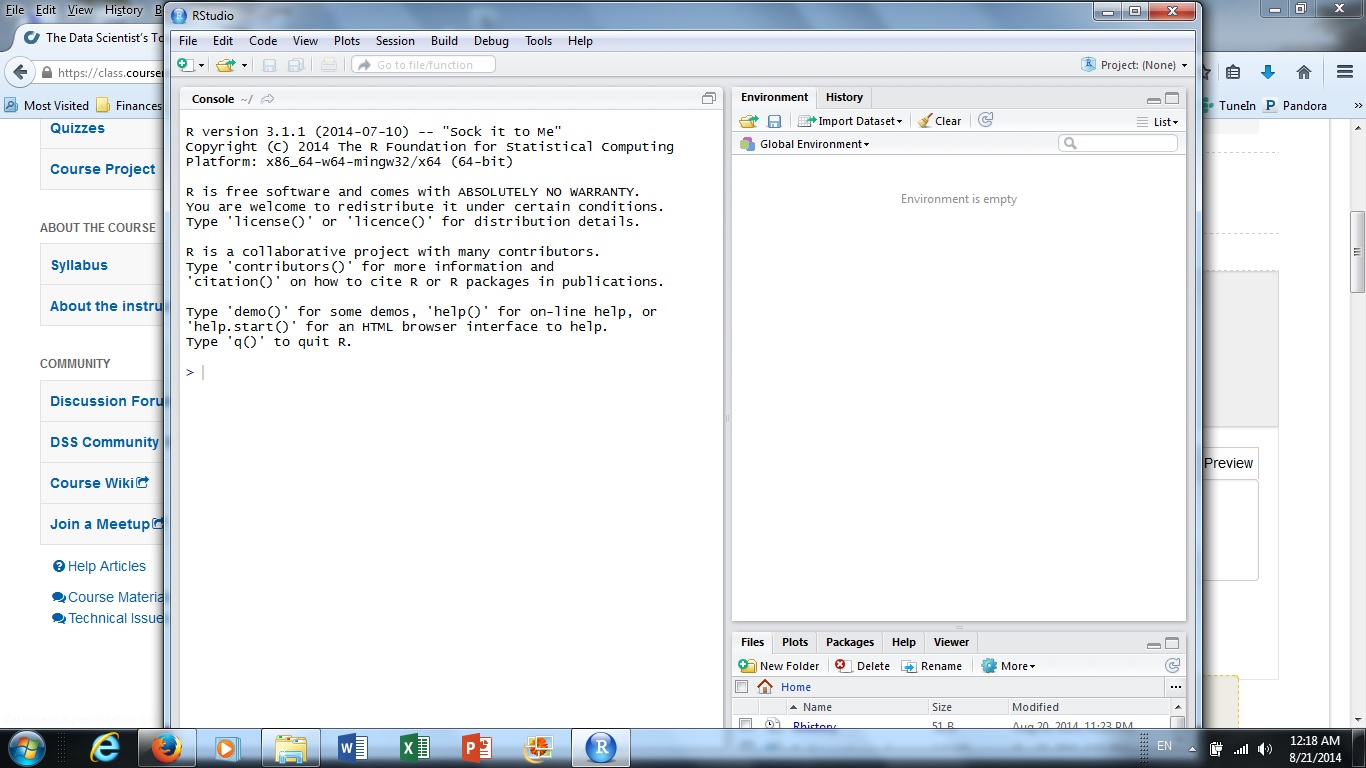 File Edit View History B
The Data Scientist's To
https://class.courser
Most Visited Finances
TuneIn Pandora »
Quizzes
Course Project
ABOUT THE COURSE
Syllabus
About the instru
COMMUNITY
Discussion Foru
DSS Community
Course Wiki
Join a Meetup
Help Articles
Course Materia
Technical Issue
Preview
RStudio
File Edit Code View Plots Session Build Debug Tools Help
Go to file/function
Project: (None)
Console ~/
R version 3.1.1 (2014-07-10) -- "Sock it to Me"
Copyright (C) 2014 The R Foundation for Statistical Computing
Platform: x86_64-w64-mingw32/x64 (64-bit)
R is free software and comes with ABSOLUTELY NO WARRANTY.
You are welcome to redistribute it under certain conditions.
Type 'license()' or 'licence()' for distribution details.
R is a collaborative project with many contributors.
Type 'contributors()' for more information and
'citation()' on how to cite R or R packages in publications.
Type 'demo()' for some demos, 'help()' for on-line help, or
'help.start()' for an HTML browser interface to help.
Type 'q()' to quit R.
>
Environment History
Import Dataset Clear List
Global Environment
Environment is empty
Files Plots Packages Help Viewer
New Folder Delete Rename More
Home ...
Name Size Modified
.Rhistory 51 B Aug 20, 2014, 11:23 PM
EN
12:18 AM
8/21/2014